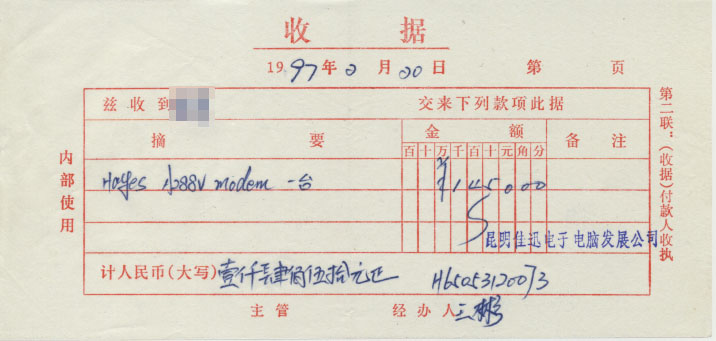 收 据
1997年2月20日 第 页
兹收到 交来下列款项此据
摘 要 金 额 备 注
百十万千百十元角分
Hayes 288V modem 一台 ¥145000
昆明佳迅电子电脑发展公司
计人民币(大写)壹仟肆佰伍拾元正 H65053120073
主管 经办人
内部使用
第二联:(收据)付款人收执